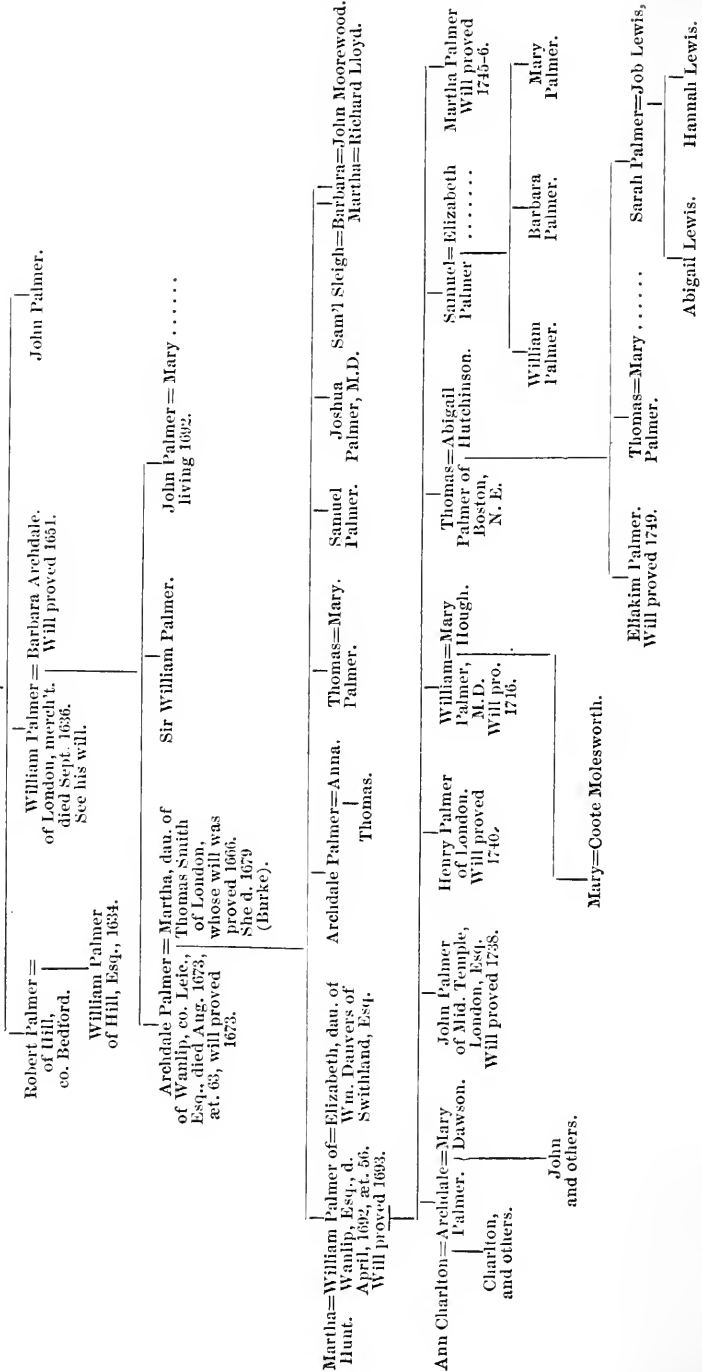 Robert Palmer=
of Hill,
co. Bedford.
William Palmer
of Hill, Esq., 1634.
William Palmer = Barbara Archdale.
of London, merch't. Will proved 1651.
died Sept. 1636.
See his will.
John Palmer.
Archdale Palmer = Martha, dau. of
of Wanlip, co. Leic., Thomas Smith
Esq., died Aug. 1673, of London,
æt. 63, will proved whose will was
1673. proved 1666.
She d. 1679
(Burke).
Sir William Palmer.
John Palmer = Mary ......
living 1692.
Martha=William Palmer of=Elizabeth, dau. of
Hunt. Wanlip, Esq., d. Wm. Danvers of
April, 1692, æt. 56. Swithland, Esq.
Will proved 1693.
Archdale Palmer=Anna.
Thomas.
Thomas=Mary.
Palmer.
Samuel
Palmer.
Joshua
Palmer, M.D.
Sam'l Sleigh=Barbara=John Moorewood.
Martha=Richard Lloyd.
Ann Charlton=Archdale=Mary
Palmer. Dawson.
Charlton,
and others.
John
and others.
John Palmer
of Mid. Temple,
London, Esq.
Will proved 1738.
Henry Palmer
of London.
Will proved
1740.
William=Mary
Palmer, Hough.
M.D.
Will pro.
1716.
Mary=Coote Molesworth.
Thomas=Abigail
Palmer of Hutchinson.
Boston,
N. E.
Samuel=Elizabeth
Palmer .......
Martha Palmer
Will proved
1745-6.
William
Palmer.
Barbara
Palmer.
Mary
Palmer.
Eliakim Palmer.
Will proved 1749.
Thomas=Mary ......
Palmer.
Sarah Palmer=Job Lewis,
Abigail Lewis. Hannah Lewis.